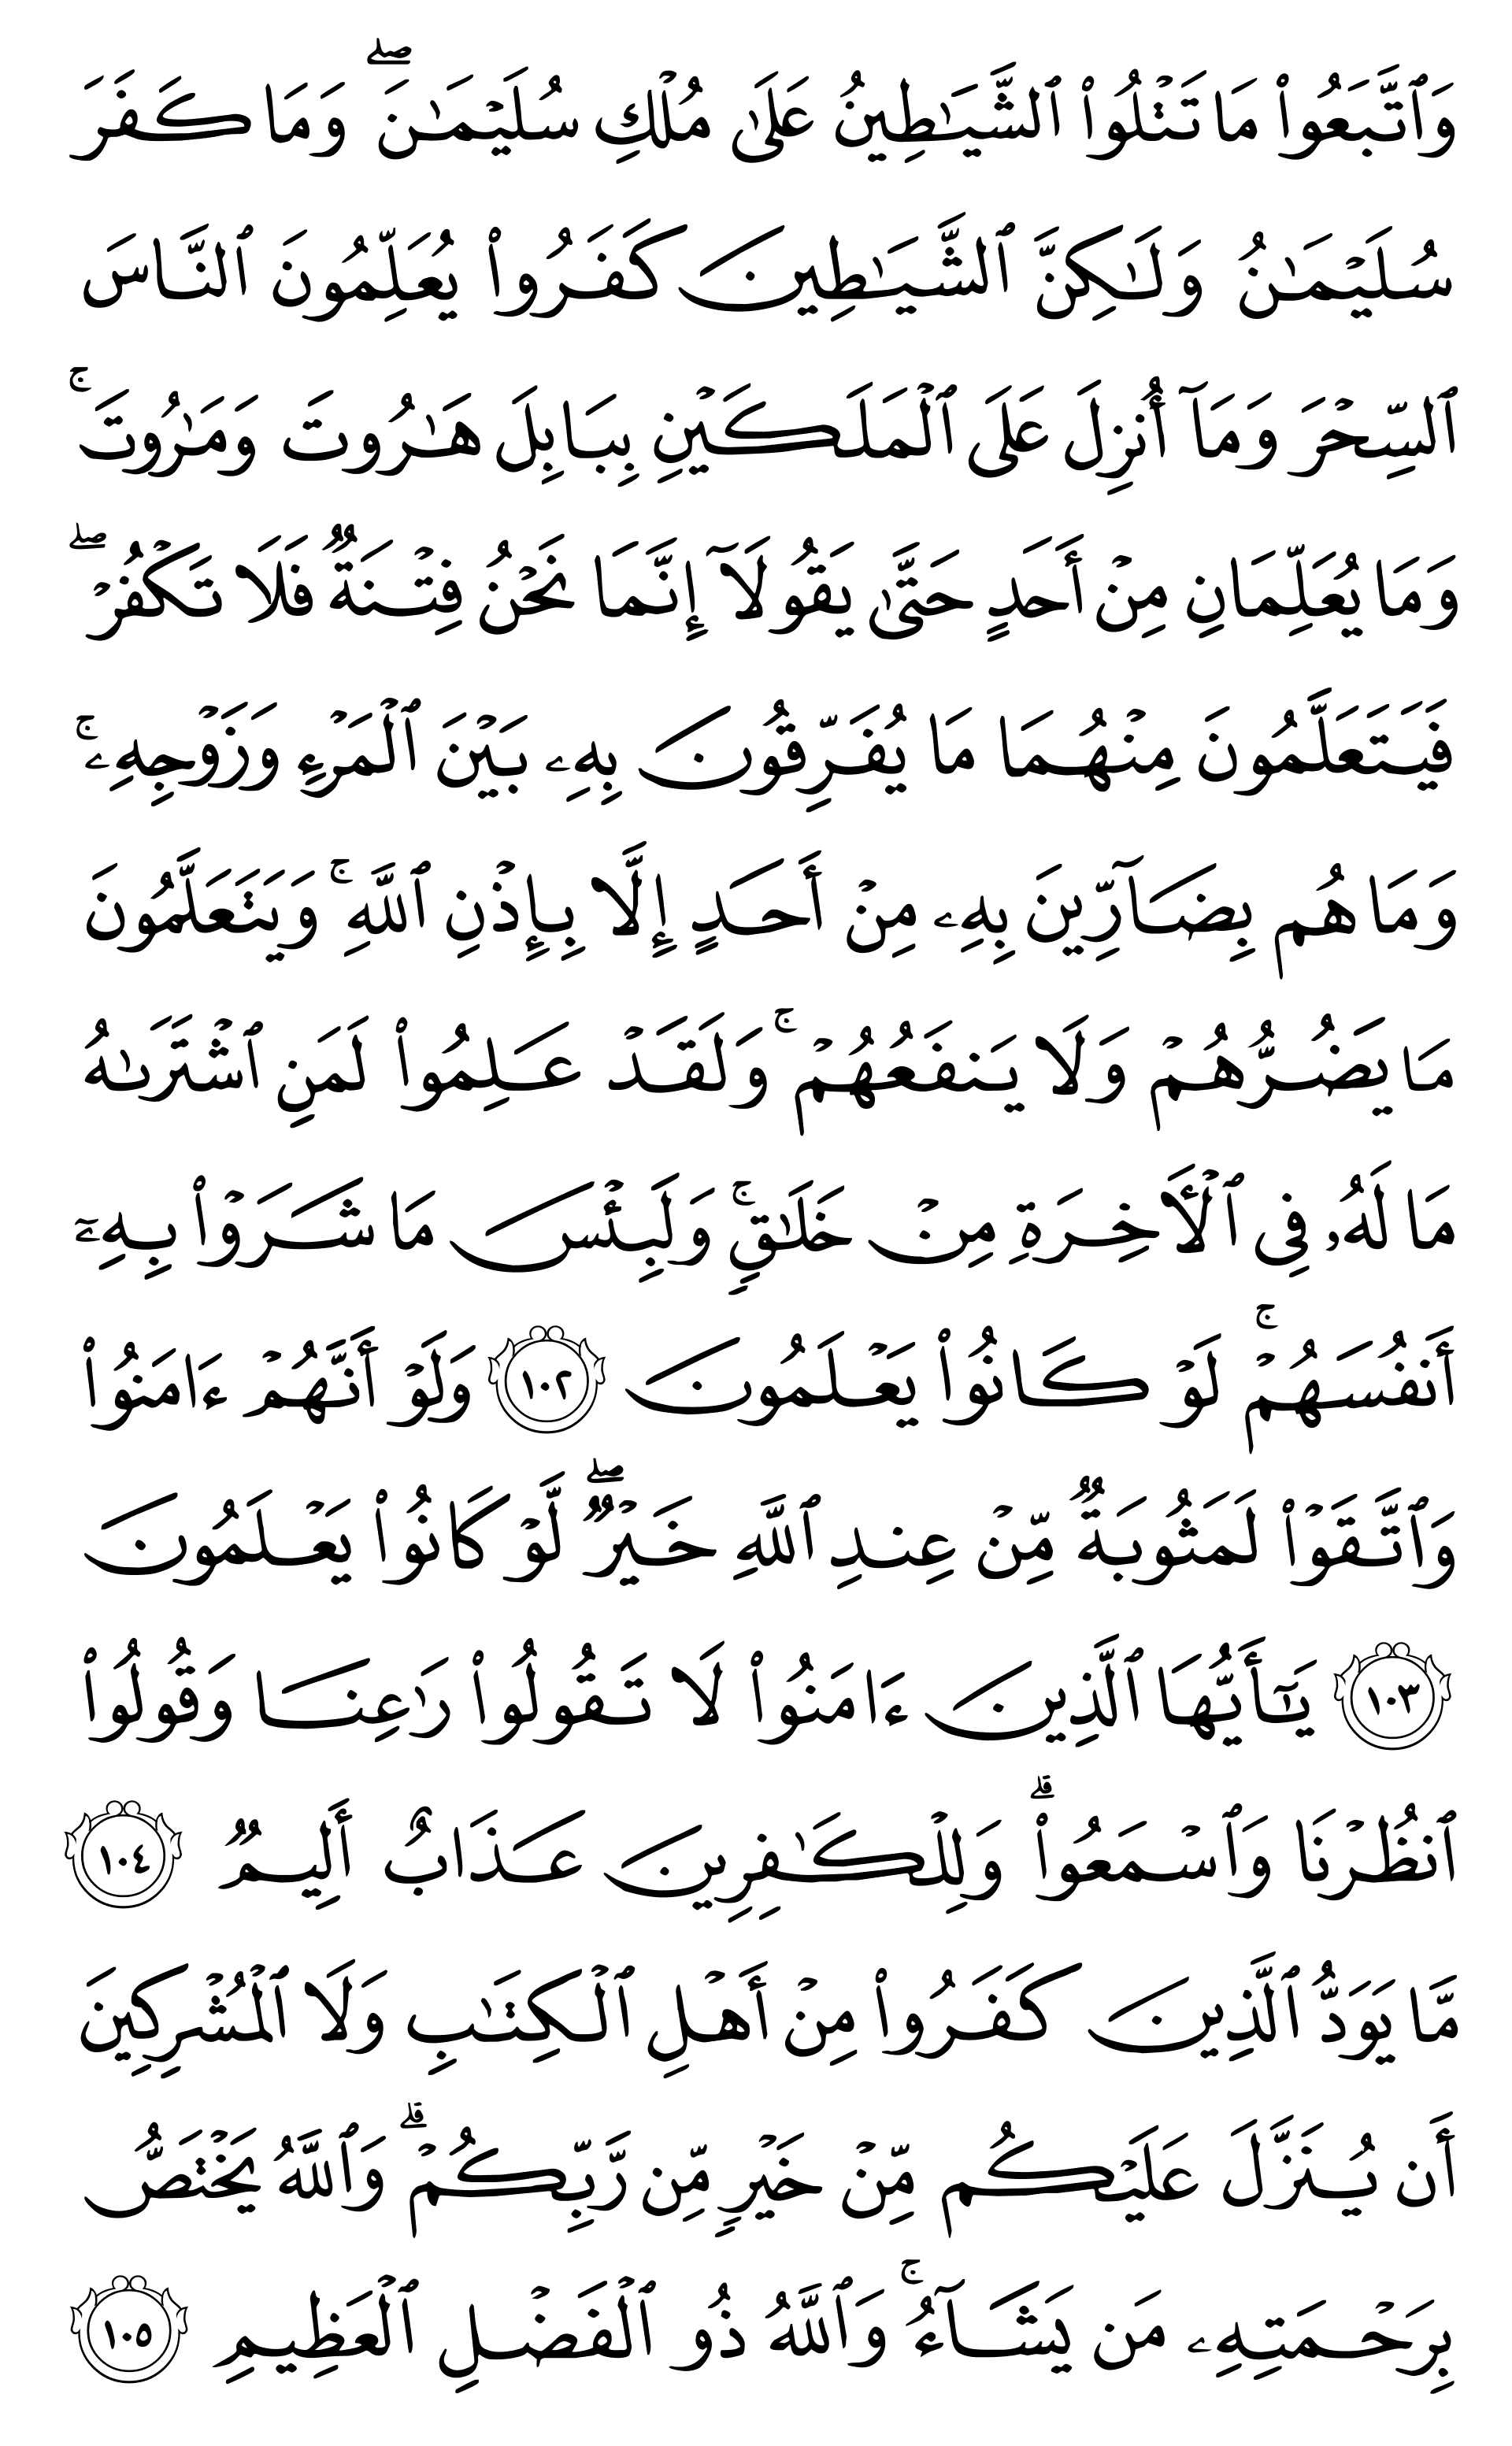 وَٱتَّبَعُوا۟ مَا تَتْلُوا۟ ٱلشَّيَـٰطِينُ عَلَىٰ مُلْكِ سُلَيْمَـٰنَ ۖ وَمَا كَفَرَ
سُلَيْمَـٰنُ وَلَـٰكِنَّ ٱلشَّيَـٰطِينَ كَفَرُوا۟ يُعَلِّمُونَ ٱلنَّاسَ
ٱلسِّحْرَ وَمَآ أُنزِلَ عَلَى ٱلْمَلَكَيْنِ بِبَابِلَ هَـٰرُوتَ وَمَـٰرُوتَ ۚ
وَمَا يُعَلِّمَانِ مِنْ أَحَدٍ حَتَّىٰ يَقُولَآ إِنَّمَا نَحْنُ فِتْنَةٌ فَلَا تَكْفُرْ ۖ
فَيَتَعَلَّمُونَ مِنْهُمَا مَا يُفَرِّقُونَ بِهِۦ بَيْنَ ٱلْمَرْءِ وَزَوْجِهِۦ ۚ
وَمَا هُم بِضَآرِّينَ بِهِۦ مِنْ أَحَدٍ إِلَّا بِإِذْنِ ٱللَّهِ ۚ وَيَتَعَلَّمُونَ
مَا يَضُرُّهُمْ وَلَا يَنفَعُهُمْ ۚ وَلَقَدْ عَلِمُوا۟ لَمَنِ ٱشْتَرَىٰهُ
مَا لَهُۥ فِى ٱلْـَٔاخِرَةِ مِنْ خَلَـٰقٍ ۚ وَلَبِئْسَ مَا شَرَوْا۟ بِهِۦٓ
أَنفُسَهُمْ ۚ لَوْ كَانُوا۟ يَعْلَمُونَ ١٠٢ وَلَوْ أَنَّهُمْ ءَامَنُوا۟
وَٱتَّقَوْا۟ لَمَثُوبَةٌ مِّنْ عِندِ ٱللَّهِ خَيْرٌ ۖ لَّوْ كَانُوا۟ يَعْلَمُونَ
١٠٣ يَـٰٓأَيُّهَا ٱلَّذِينَ ءَامَنُوا۟ لَا تَقُولُوا۟ رَٰعِنَا وَقُولُوا۟
ٱنظُرْنَا وَٱسْمَعُوا۟ ۗ وَلِلْكَـٰفِرِينَ عَذَابٌ أَلِيمٌ ١٠٤
مَّا يَوَدُّ ٱلَّذِينَ كَفَرُوا۟ مِنْ أَهْلِ ٱلْكِتَـٰبِ وَلَا ٱلْمُشْرِكِينَ
أَن يُنَزَّلَ عَلَيْكُم مِّنْ خَيْرٍ مِّن رَّبِّكُمْ ۗ وَٱللَّهُ يَخْتَصُّ
بِرَحْمَتِهِۦ مَن يَشَآءُ ۚ وَٱللَّهُ ذُو ٱلْفَضْلِ ٱلْعَظِيمِ ١٠٥